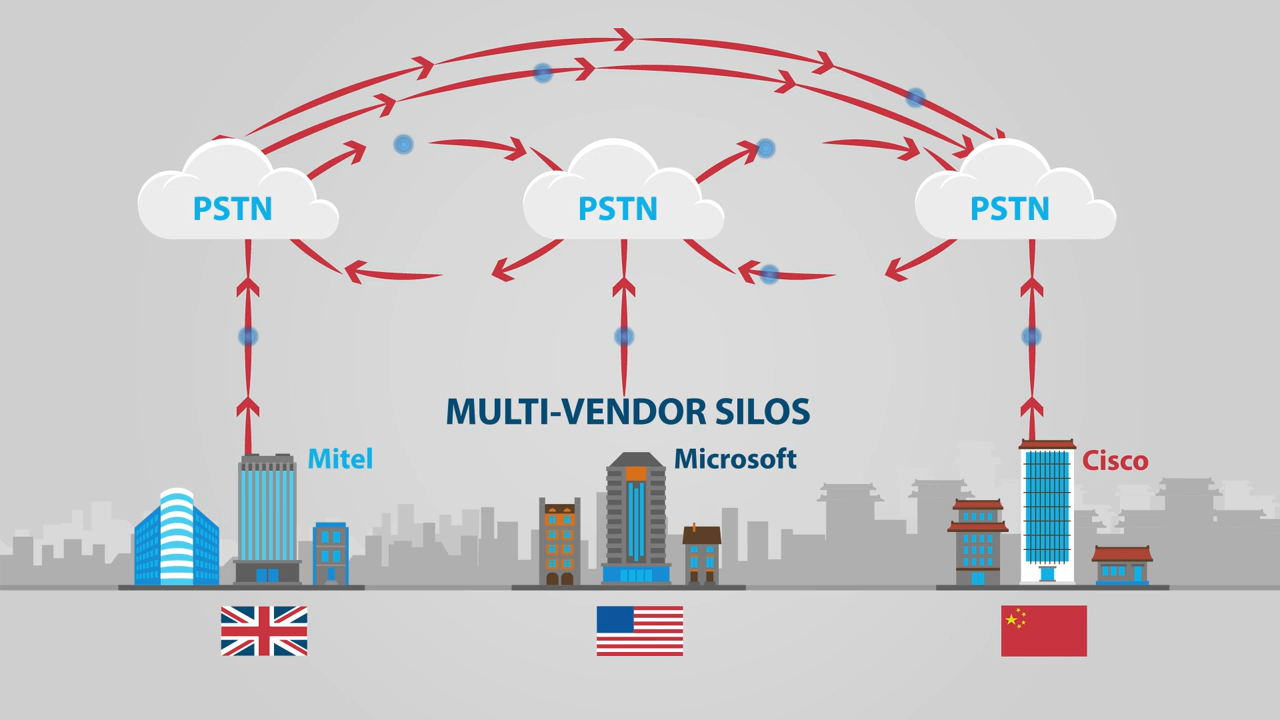 PSTN
PSTN
PSTN
MULTI-VENDOR SILOS
Mitel
Microsoft
Cisco